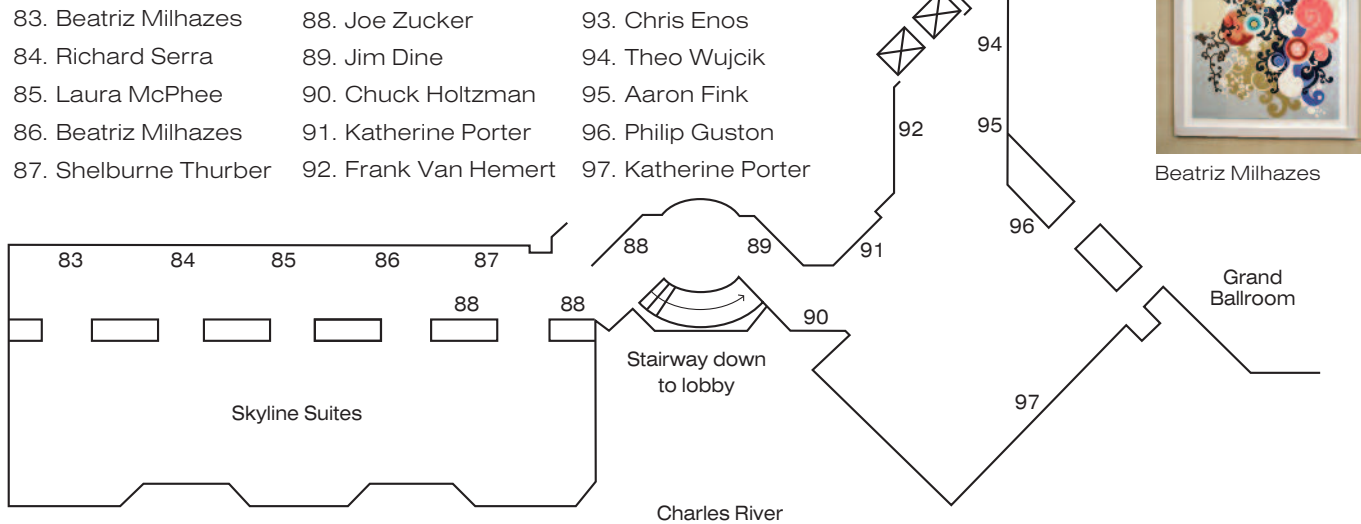 83. Beatriz Milhazes
84. Richard Serra
85. Laura McPhee
86. Beatriz Milhazes
87. Shelburne Thurber
88. Joe Zucker
89. Jim Dine
90. Chuck Holtzman
91. Katherine Porter
92. Frank Van Hemert
93. Chris Enos
94. Theo Wujcik
95. Aaron Fink
96. Philip Guston
97. Katherine Porter
Beatriz Milhazes
94
92
95
96
88
89
91
83
84
85
86
87
88
88
90
Grand
Ballroom
Stairway down
to lobby
97
Skyline Suites
Charles River